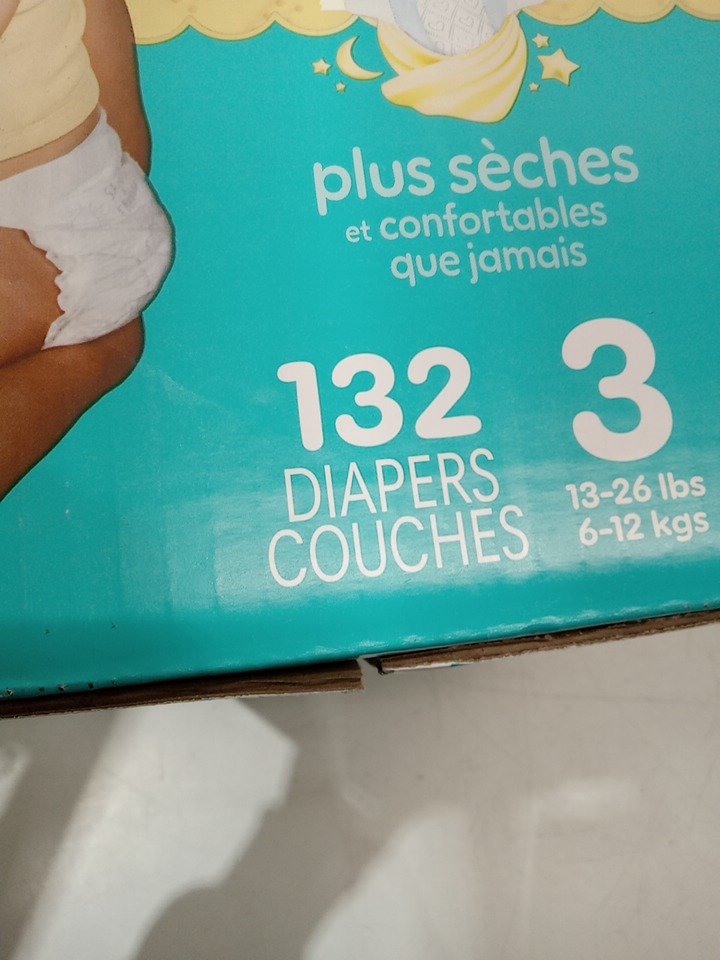 plus sèches
et confortables
que jamais
132
DIAPERS
COUCHES
3
13-26 lbs
6-12 kgs